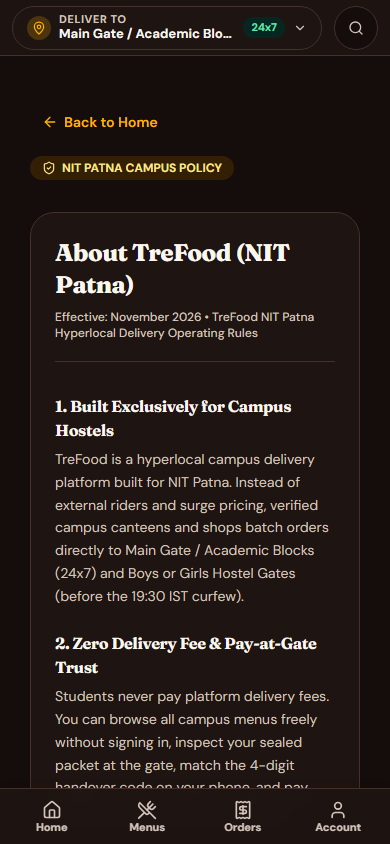 DELIVER TO
Main Gate / Academic Blo...
24x7
Back to Home
NIT PATNA CAMPUS POLICY
About TreFood (NIT
Patna)
Effective: November 2026 • TreFood NIT Patna
Hyperlocal Delivery Operating Rules
1. Built Exclusively for Campus
Hostels
TreFood is a hyperlocal campus delivery
platform built for NIT Patna. Instead of
external riders and surge pricing, verified
campus canteens and shops batch orders
directly to Main Gate / Academic Blocks
(24x7) and Boys or Girls Hostel Gates
(before the 19:30 IST curfew).
2. Zero Delivery Fee & Pay-at-Gate
Trust
Students never pay platform delivery fees.
You can browse all campus menus freely
without signing in, inspect your sealed
packet at the gate, match the 4-digit
handover code on your phone, and pay
Home
Menus
Orders
Account